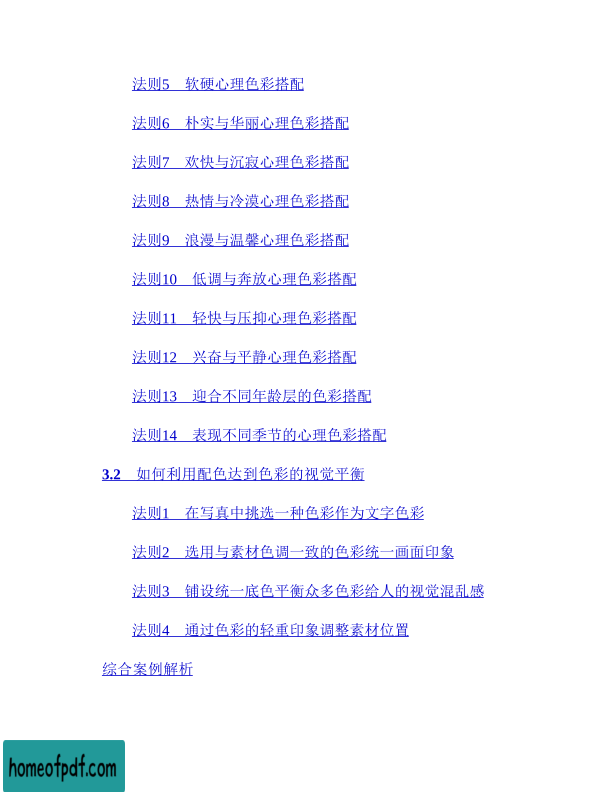 法则5　软硬心理色彩搭配
法则6　朴实与华丽心理色彩搭配
法则7　欢快与沉寂心理色彩搭配
法则8　热情与冷漠心理色彩搭配
法则9　浪漫与温馨心理色彩搭配
法则10　低调与奔放心理色彩搭配
法则11　轻快与压抑心理色彩搭配
法则12　兴奋与平静心理色彩搭配
法则13　迎合不同年龄层的色彩搭配
法则14　表现不同季节的心理色彩搭配
3.2　如何利用配色达到色彩的视觉平衡
法则1　在写真中挑选一种色彩作为文字色彩
法则2　选用与素材色调一致的色彩统一画面印象
法则3　铺设统一底色平衡众多色彩给人的视觉混乱感
法则4　通过色彩的轻重印象调整素材位置
综合案例解析
homeofpdf.com